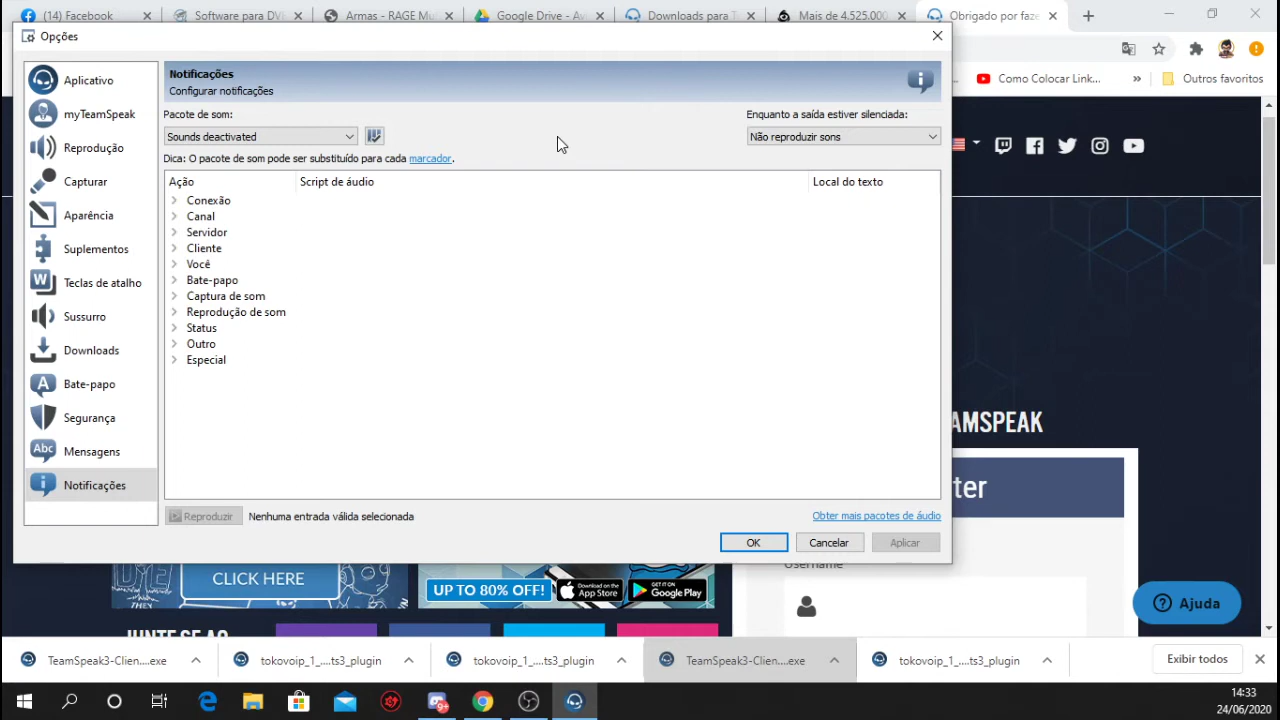 (14) Facebook
Software para DV
Armas - RAGE Mu
Google Drive - Av
Downloads para T
Mais de 4.525.000
Obrigado por faze
Opções
Como Colocar Link...
»
Outros favoritos
Aplicativo
myTeamSpeak
Reprodução
Capturar
Aparência
Suplementos
Teclas de atalho
Sussurro
Downloads
Bate-papo
Segurança
Mensagens
Notificações
Notificações
Configurar notificações
Pacote de som:
Enquanto a saída estiver silenciada:
Sounds deactivated
Não reproduzir sons
Dica: O pacote de som pode ser substituído para cada marcador.
Ação Script de áudio Local do texto
Conexão
Canal
Servidor
Cliente
Você
Bate-papo
Captura de som
Reprodução de som
Status
Outro
Especial
Reproduzir Nenhuma entrada válida selecionada
Obter mais pacotes de áudio
OK Cancelar Aplicar
AMSPEAK
ter
Username
DIE
THEY
CLICK HERE
UP TO 80% OFF!
Download on the
App Store
GET IT ON
Google Play
JUNTE-SE AO
Ajuda
TeamSpeak3-Clien....exe
tokovoip_1_....ts3_plugin
tokovoip_1_....ts3_plugin
TeamSpeak3-Clien....exe
tokovoip_1_....ts3_plugin
Exibir todos
14:33
24/06/2020